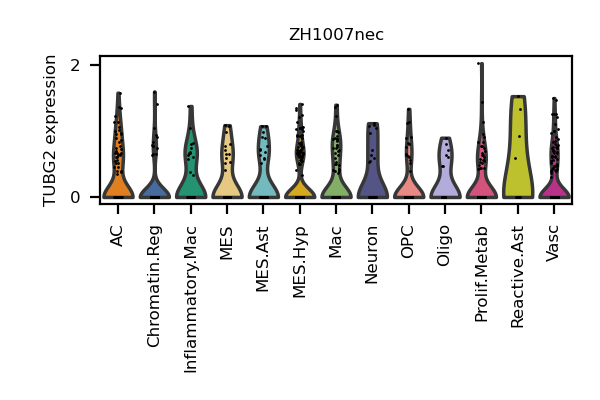 ZH1007nec
TUBG2 expression
2
0
AC
Chromatin.Reg
Inflammatory.Mac
MES
MES.Ast
MES.Hyp
Mac
Neuron
OPC
Oligo
Prolif.Metab
Reactive.Ast
Vasc